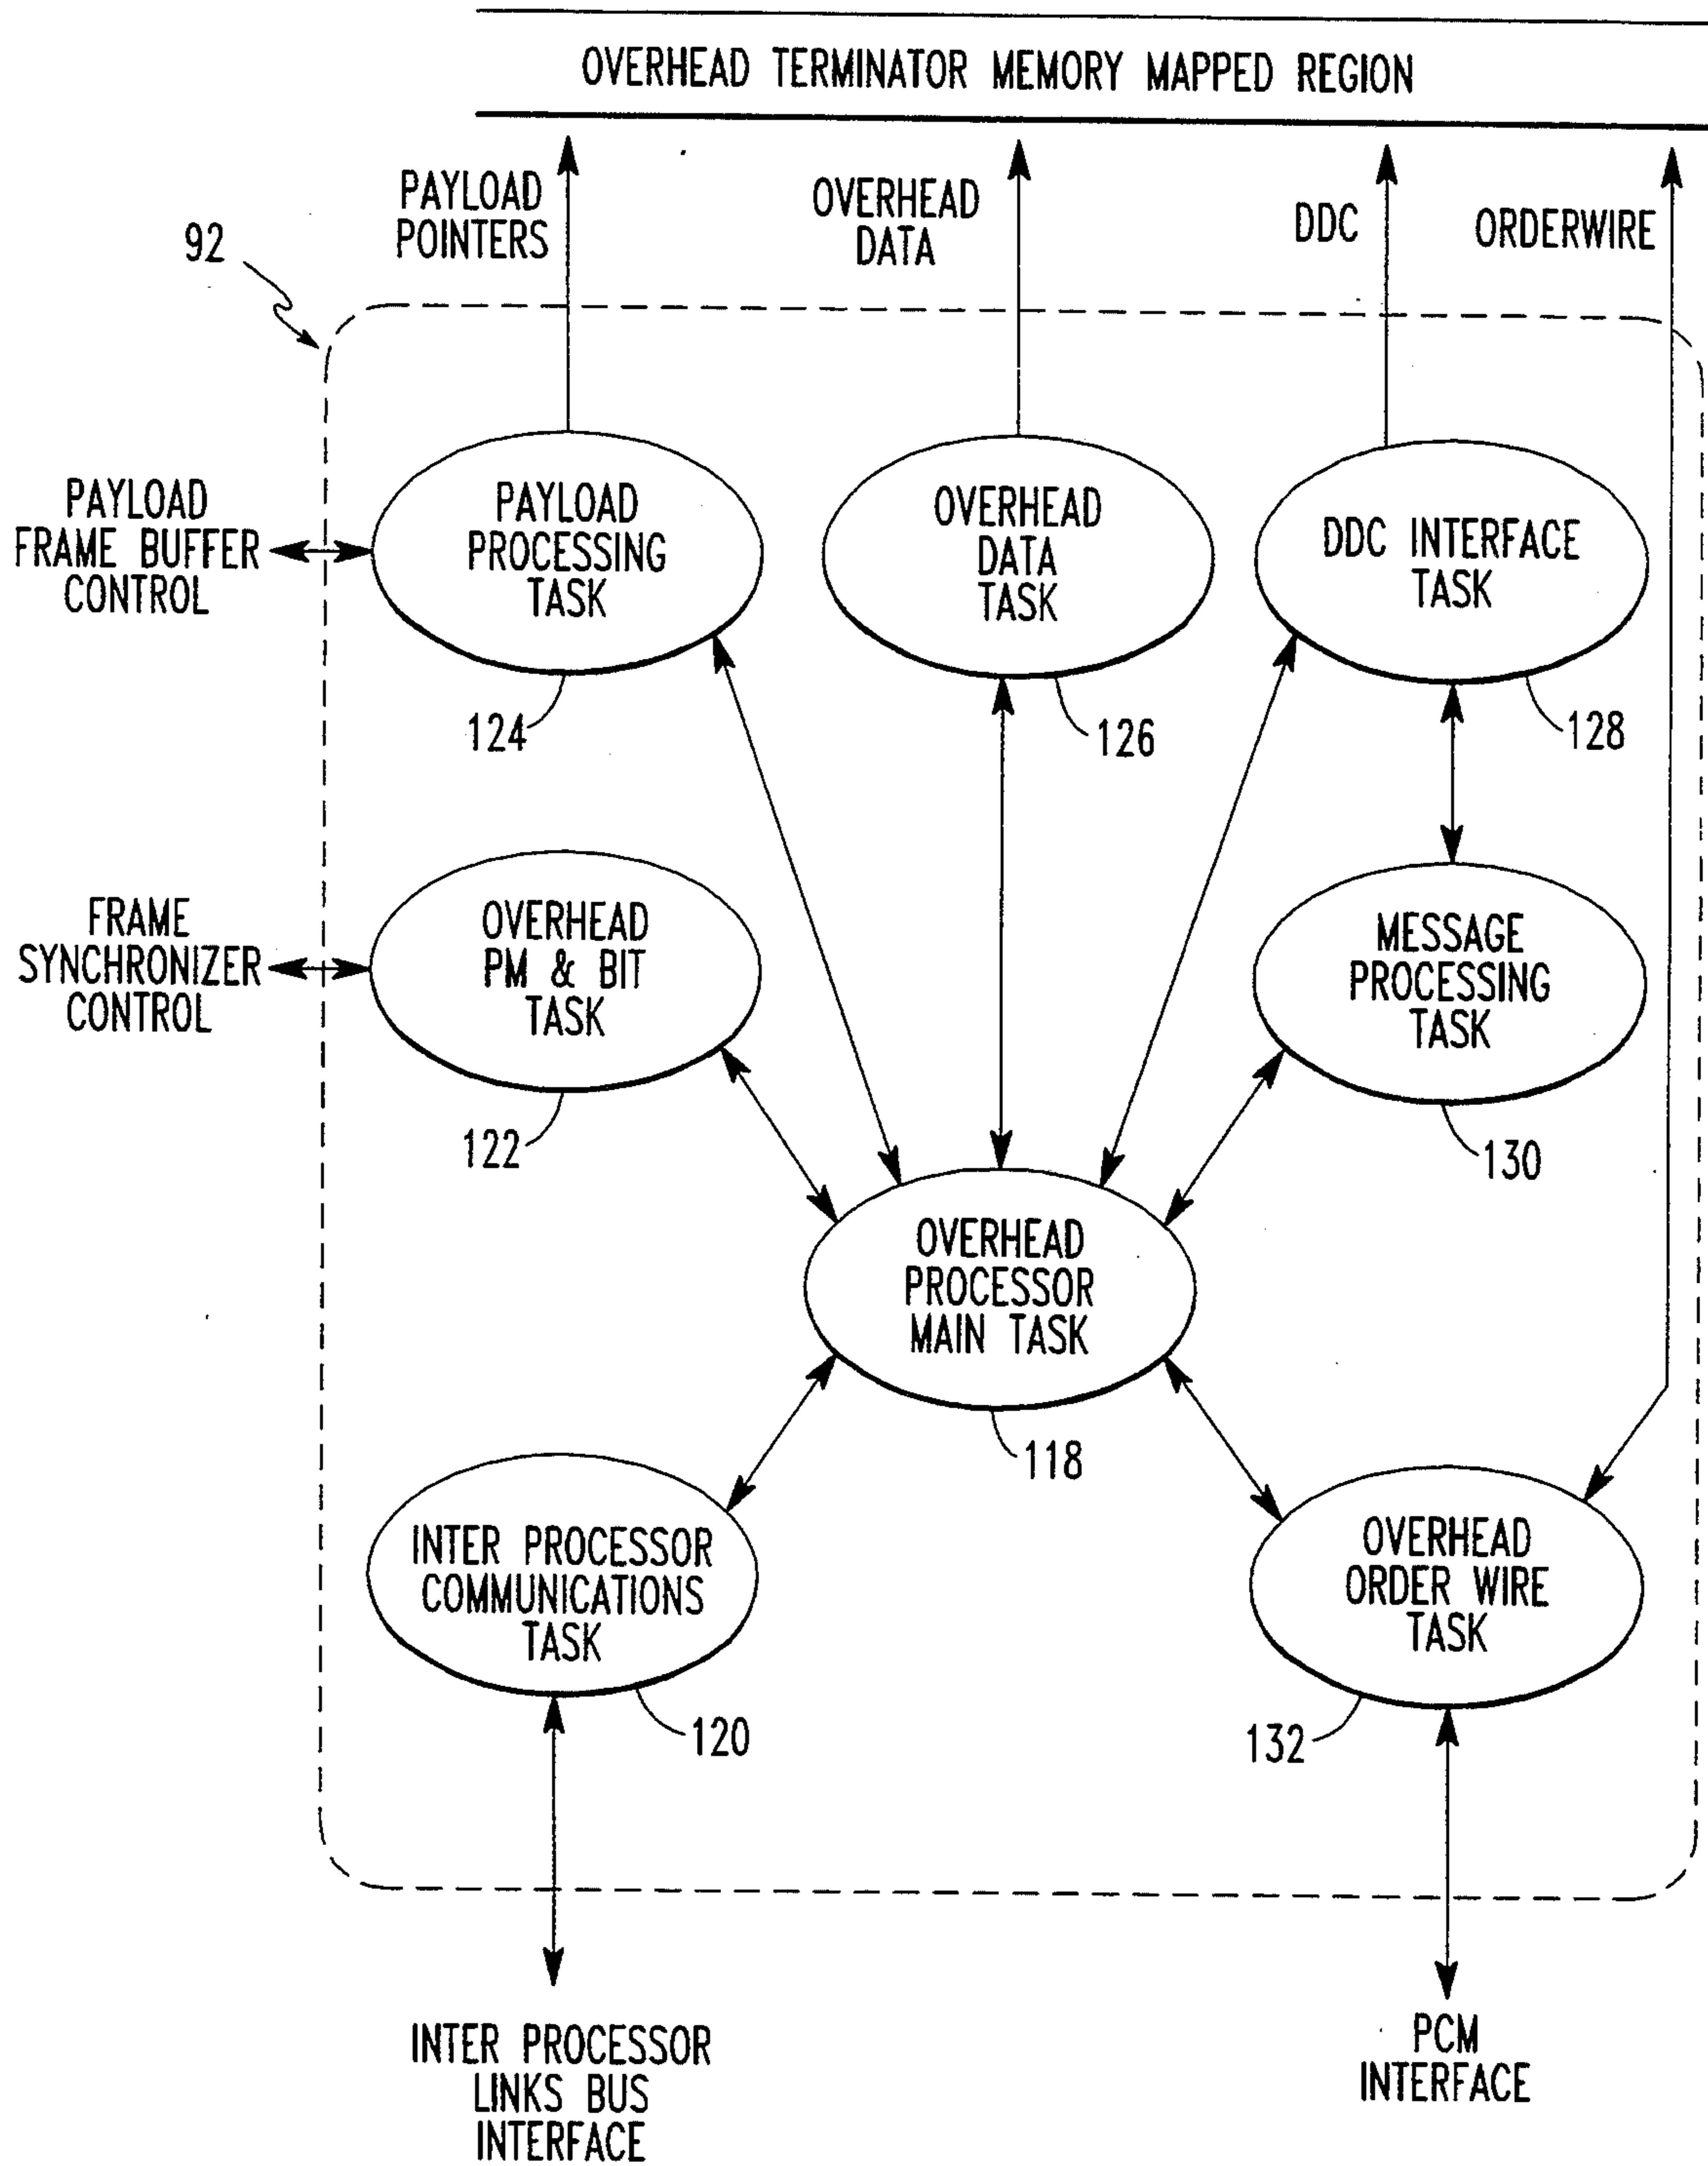 OVERHEAD TERMINATOR MEMORY MAPPED REGION
PAYLOAD
POINTERS
OVERHEAD
DATA
DDC
ORDERWIRE
92
PAYLOAD
FRAME BUFFER
CONTROL
PAYLOAD
PROCESSING
TASK
OVERHEAD
DATA
TASK
DDC INTERFACE
TASK
124
126
128
FRAME
SYNCHRONIZER
CONTROL
OVERHEAD
PM & BIT
TASK
MESSAGE
PROCESSING
TASK
122
130
OVERHEAD
PROCESSOR
MAIN TASK
118
INTER PROCESSOR
COMMUNICATIONS
TASK
OVERHEAD
ORDER WIRE
TASK
120
132
INTER PROCESSOR
LINKS BUS
INTERFACE
PCM
INTERFACE